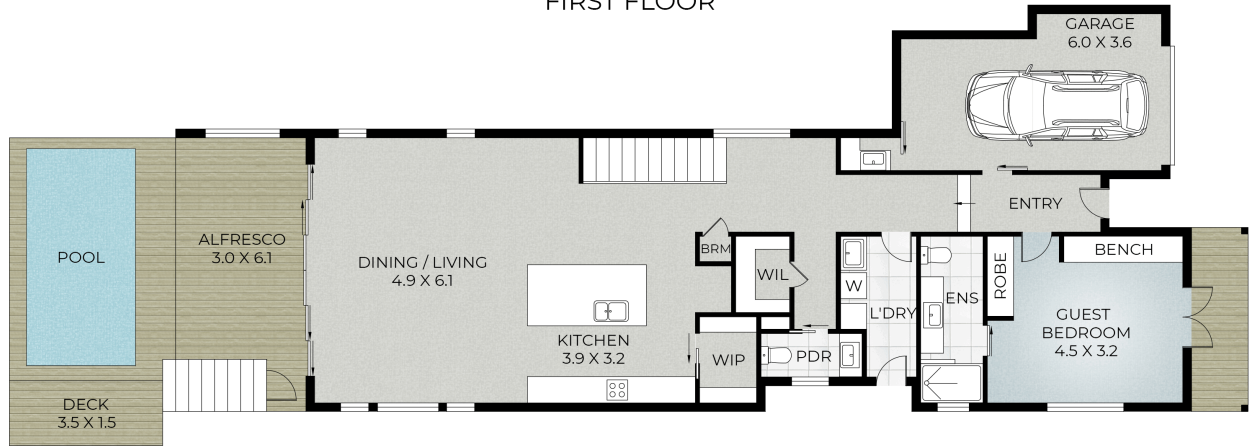 FIRST FLOOR
GARAGE
6.0 X 3.6
ENTRY
POOL
ALFRESCO
3.0 X 6.1
DINING / LIVING
4.9 X 6.1
BRM
WIL
W
L'DRY
ENS
ROBE
BENCH
GUEST
BEDROOM
4.5 X 3.2
KITCHEN
3.9 X 3.2
WIP
PDR
DECK
3.5 X 1.5